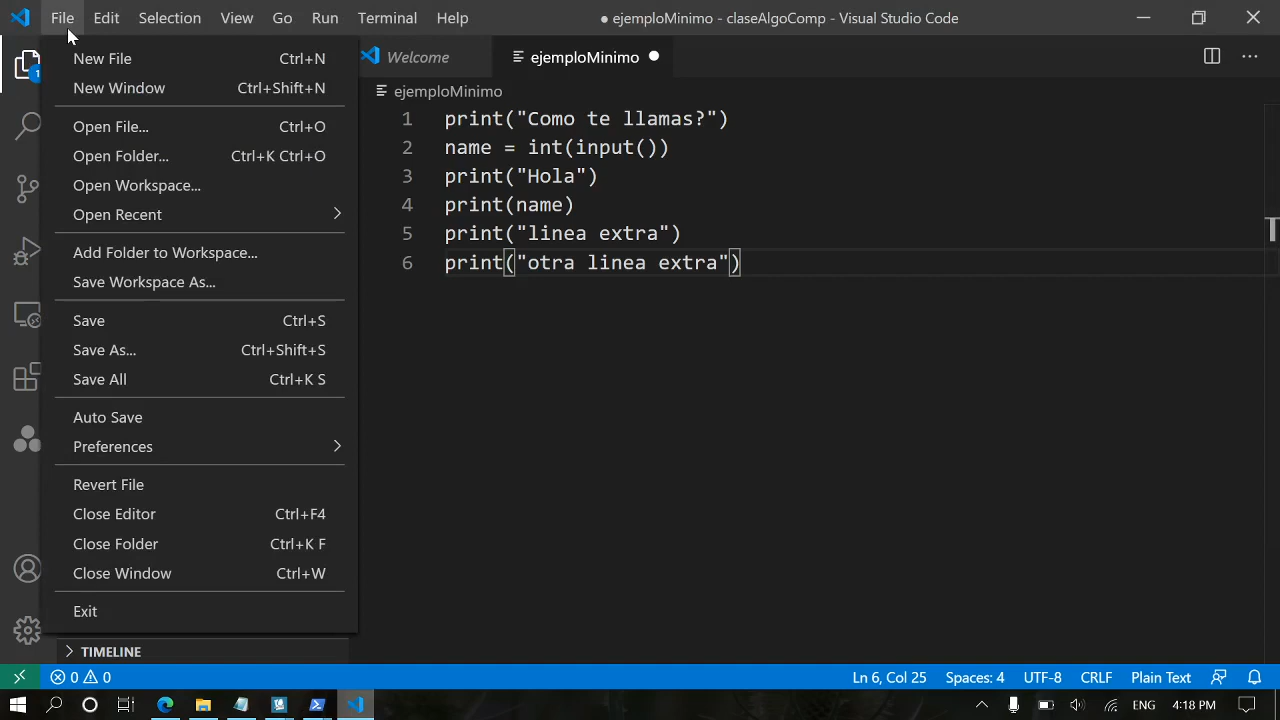 File Edit Selection View Go Run Terminal Help
● ejemploMinimo - claseAlgoComp - Visual Studio Code
New File Ctrl+N
New Window Ctrl+Shift+N
Open File... Ctrl+O
Open Folder... Ctrl+K Ctrl+O
Open Workspace...
Open Recent
Add Folder to Workspace...
Save Workspace As...
Save Ctrl+S
Save As... Ctrl+Shift+S
Save All Ctrl+K S
Auto Save
Preferences
Revert File
Close Editor Ctrl+F4
Close Folder Ctrl+K F
Close Window Ctrl+W
Exit
TIMELINE
1
Welcome
ejemploMinimo
ejemploMinimo
1 print("Como te llamas?")
2 name = int(input())
3 print("Hola")
4 print(name)
5 print("linea extra")
6 print("otra linea extra")
0 0
Ln 6, Col 25 Spaces: 4 UTF-8 CRLF Plain Text
ENG 4:18 PM